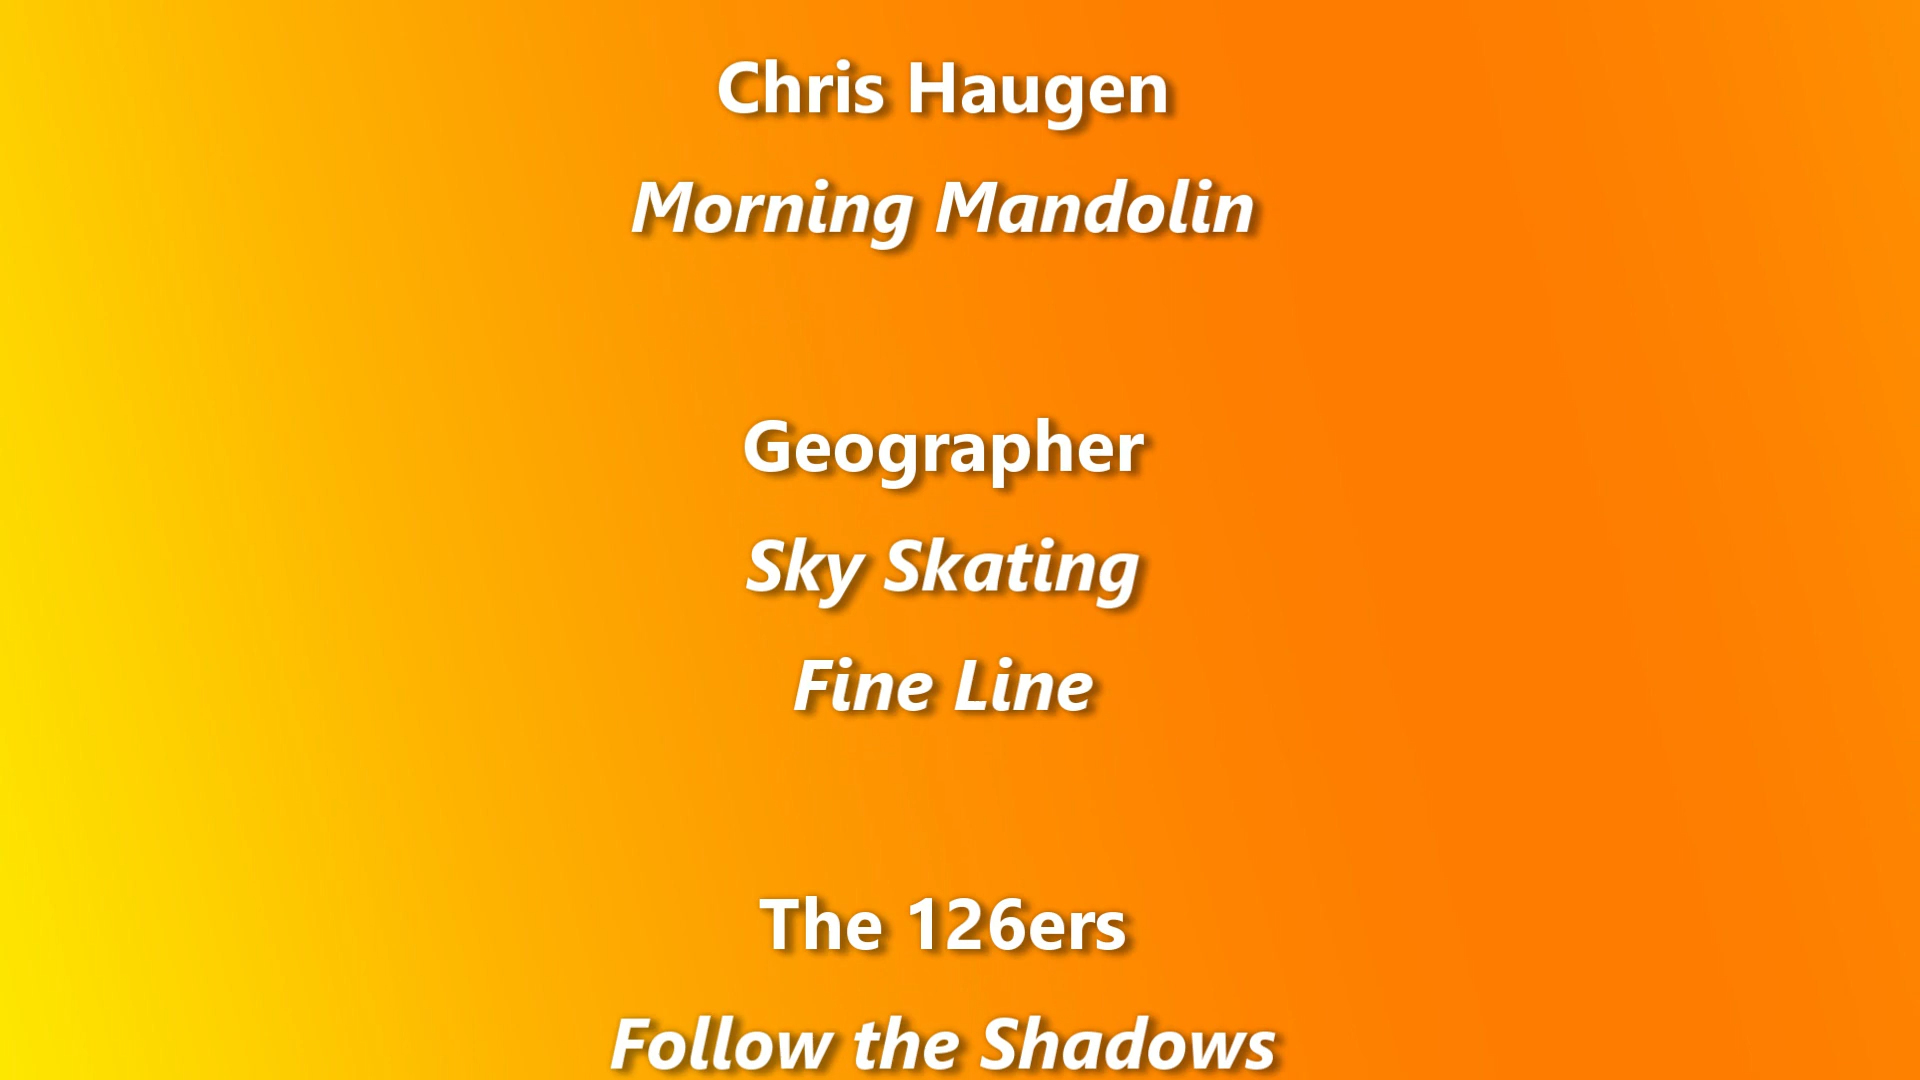 Chris Haugen
Morning Mandolin
Geographer
Sky Skating
Fine Line
The 126ers
Follow the Shadows